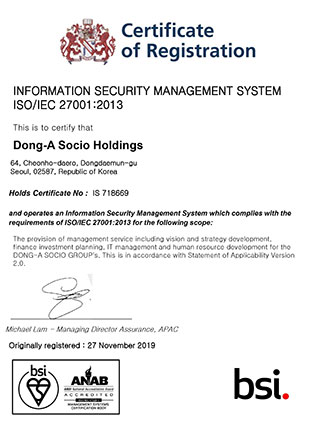 Certificate
of Registration
INFORMATION SECURITY MANAGEMENT SYSTEM
ISO/IEC 27001:2013
This is to certify that
Dong-A Socio Holdings
64, Cheonho-daero, Dongdaemun-gu
Seoul, 02587, Republic of Korea
Holds Certificate No : IS 718669
and operates an Information Security Management System which complies with the
requirements of ISO/IEC 27001:2013 for the following scope:
The provision of management service including vision and strategy development,
finance investment planning, IT management and human resource development for the
DONG-A SOCIO GROUP's. This is in accordance with Statement of Applicability Version
2.0.
Michael Lam - Managing Director Assurance, APAC
Originally registered : 27 November 2019
bsi
ANAB
ACCREDITED
MANAGEMENT SYSTEMS
CERTIFICATION BODY
bsi.